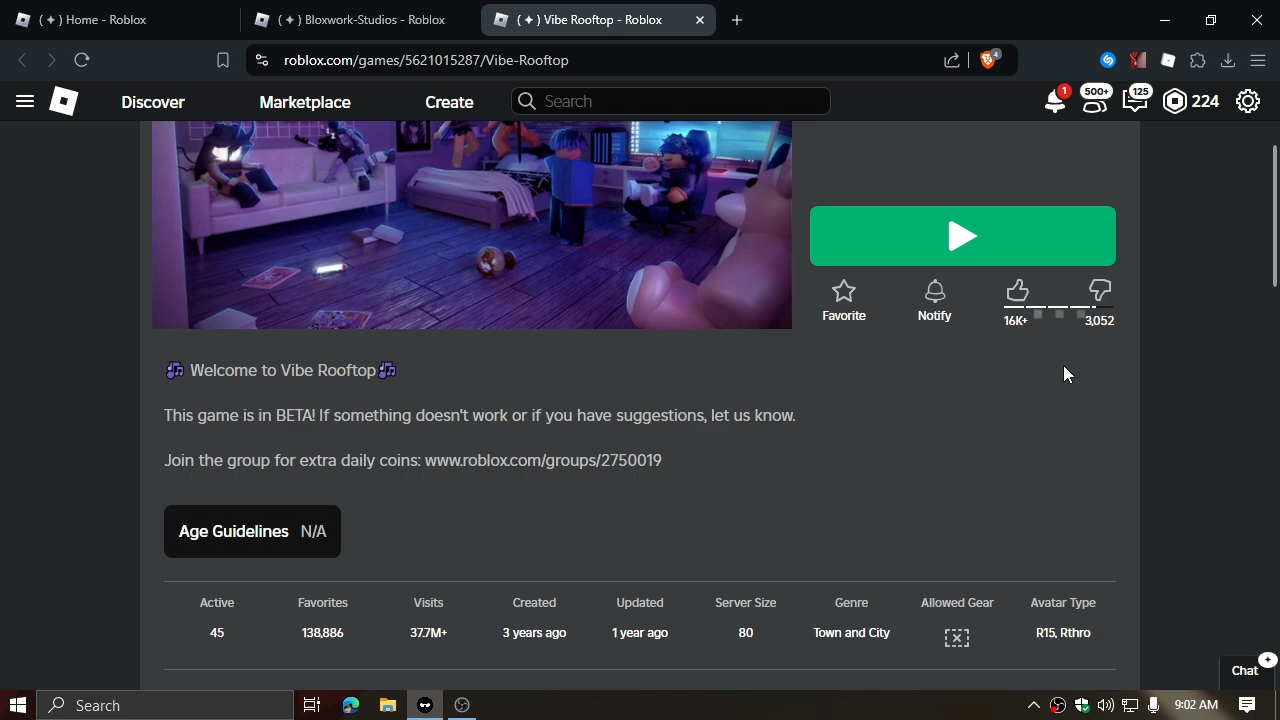 ( ✦ ) Home - Roblox
( ✦ ) Bloxwork-Studios - Roblox
( ✦ ) Vibe Rooftop - Roblox
roblox.com/games/5621015287/Vibe-Rooftop
4
Discover
Marketplace
Create
Search
1
500+
125
224
Favorite
Notify
16K+
3,052
🎶 Welcome to Vibe Rooftop🎶
This game is in BETA! If something doesn't work or if you have suggestions, let us know.
Join the group for extra daily coins: www.roblox.com/groups/2750019
Age Guidelines N/A
Active Favorites Visits Created Updated Server Size Genre Allowed Gear Avatar Type
45 138,886 37.7M+ 3 years ago 1 year ago 80 Town and City R15, Rthro
Chat
Search
9:02 AM